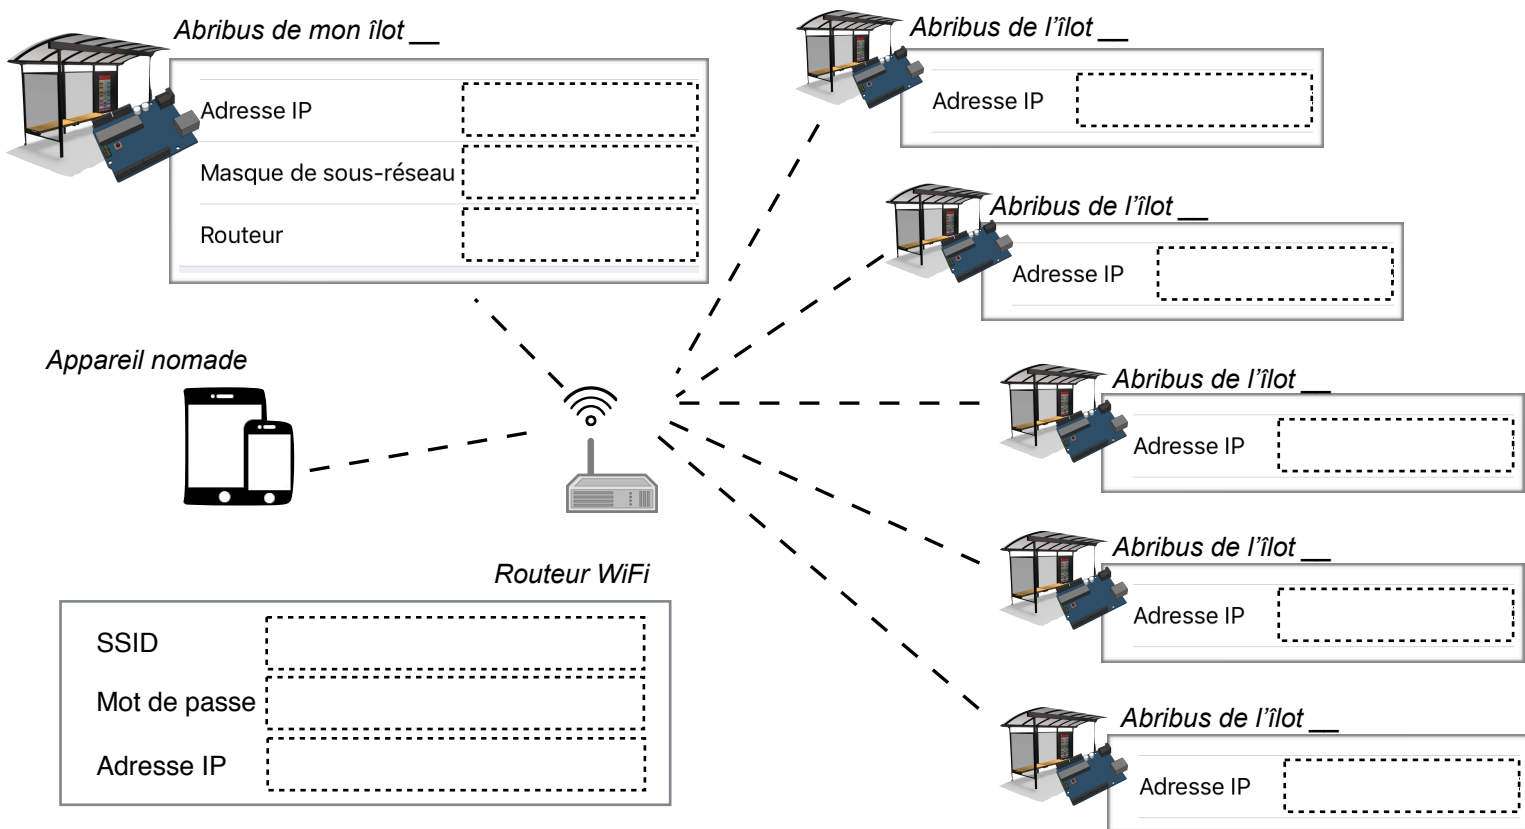 Abribus de mon îlot __
Adresse IP
Masque de sous-réseau
Routeur
Abribus de l'îlot __
Adresse IP
Abribus de l'îlot __
Adresse IP
Abribus de l'îlot __
Adresse IP
Abribus de l'îlot __
Adresse IP
Abribus de l'îlot __
Adresse IP
Appareil nomade
Routeur WiFi
SSID
Mot de passe
Adresse IP